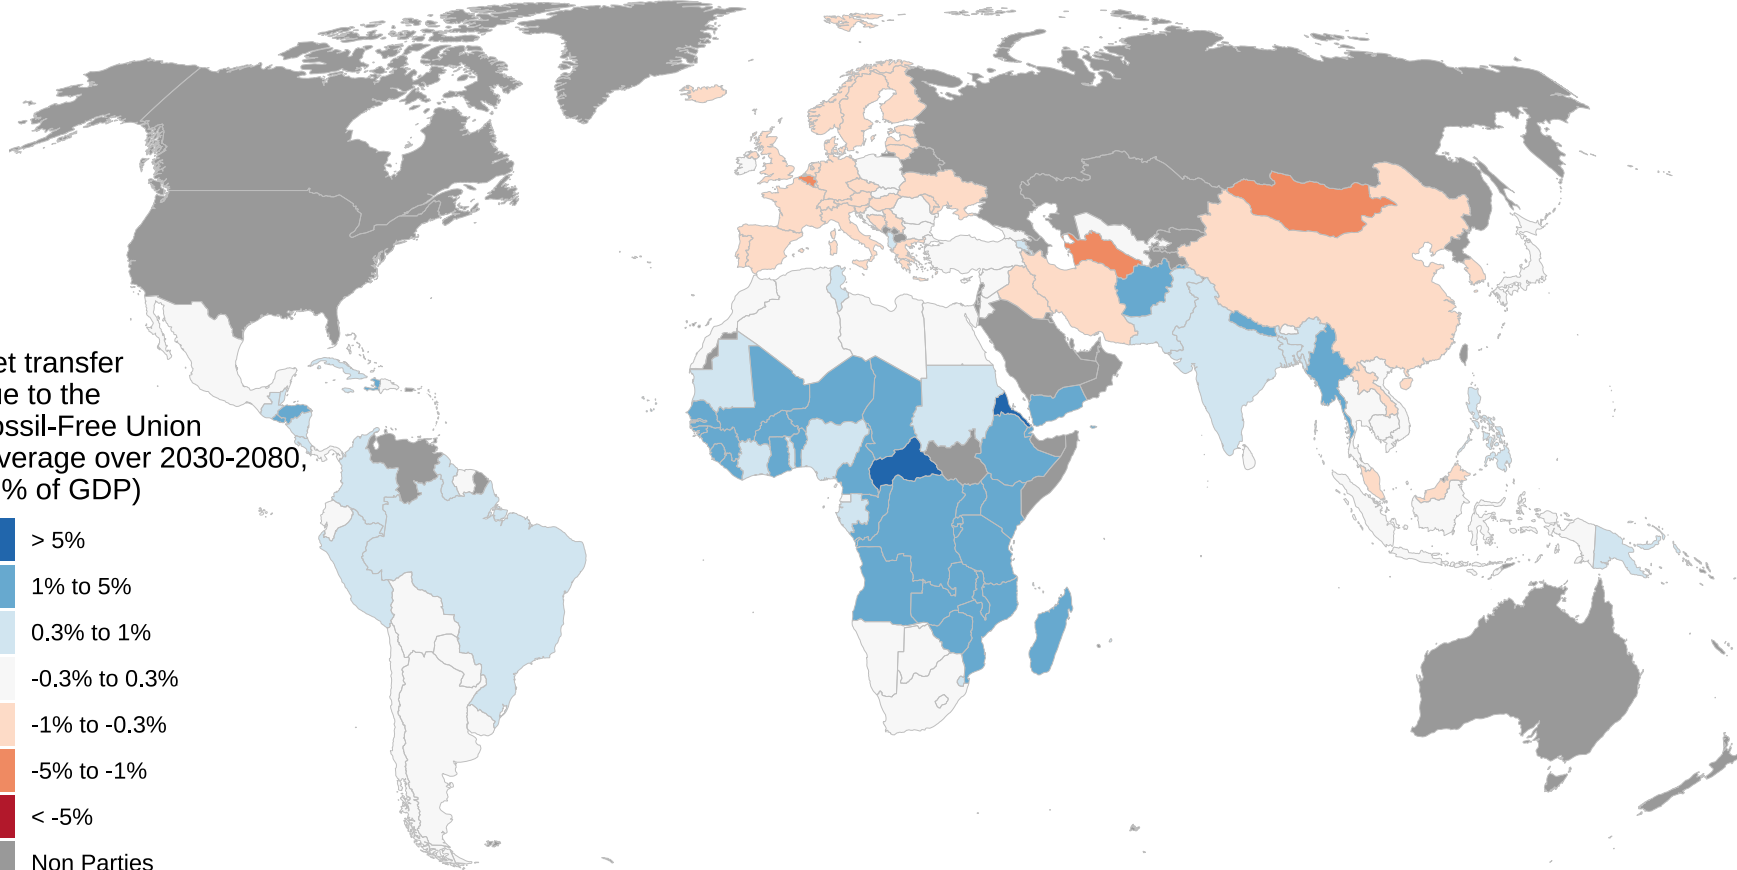 et transfer
ue to the
ossil-Free Union
verage over 2030-2080,
% of GDP)
> 5%
1% to 5%
0.3% to 1%
-0.3% to 0.3%
-1% to -0.3%
-5% to -1%
< -5%
Non Parties